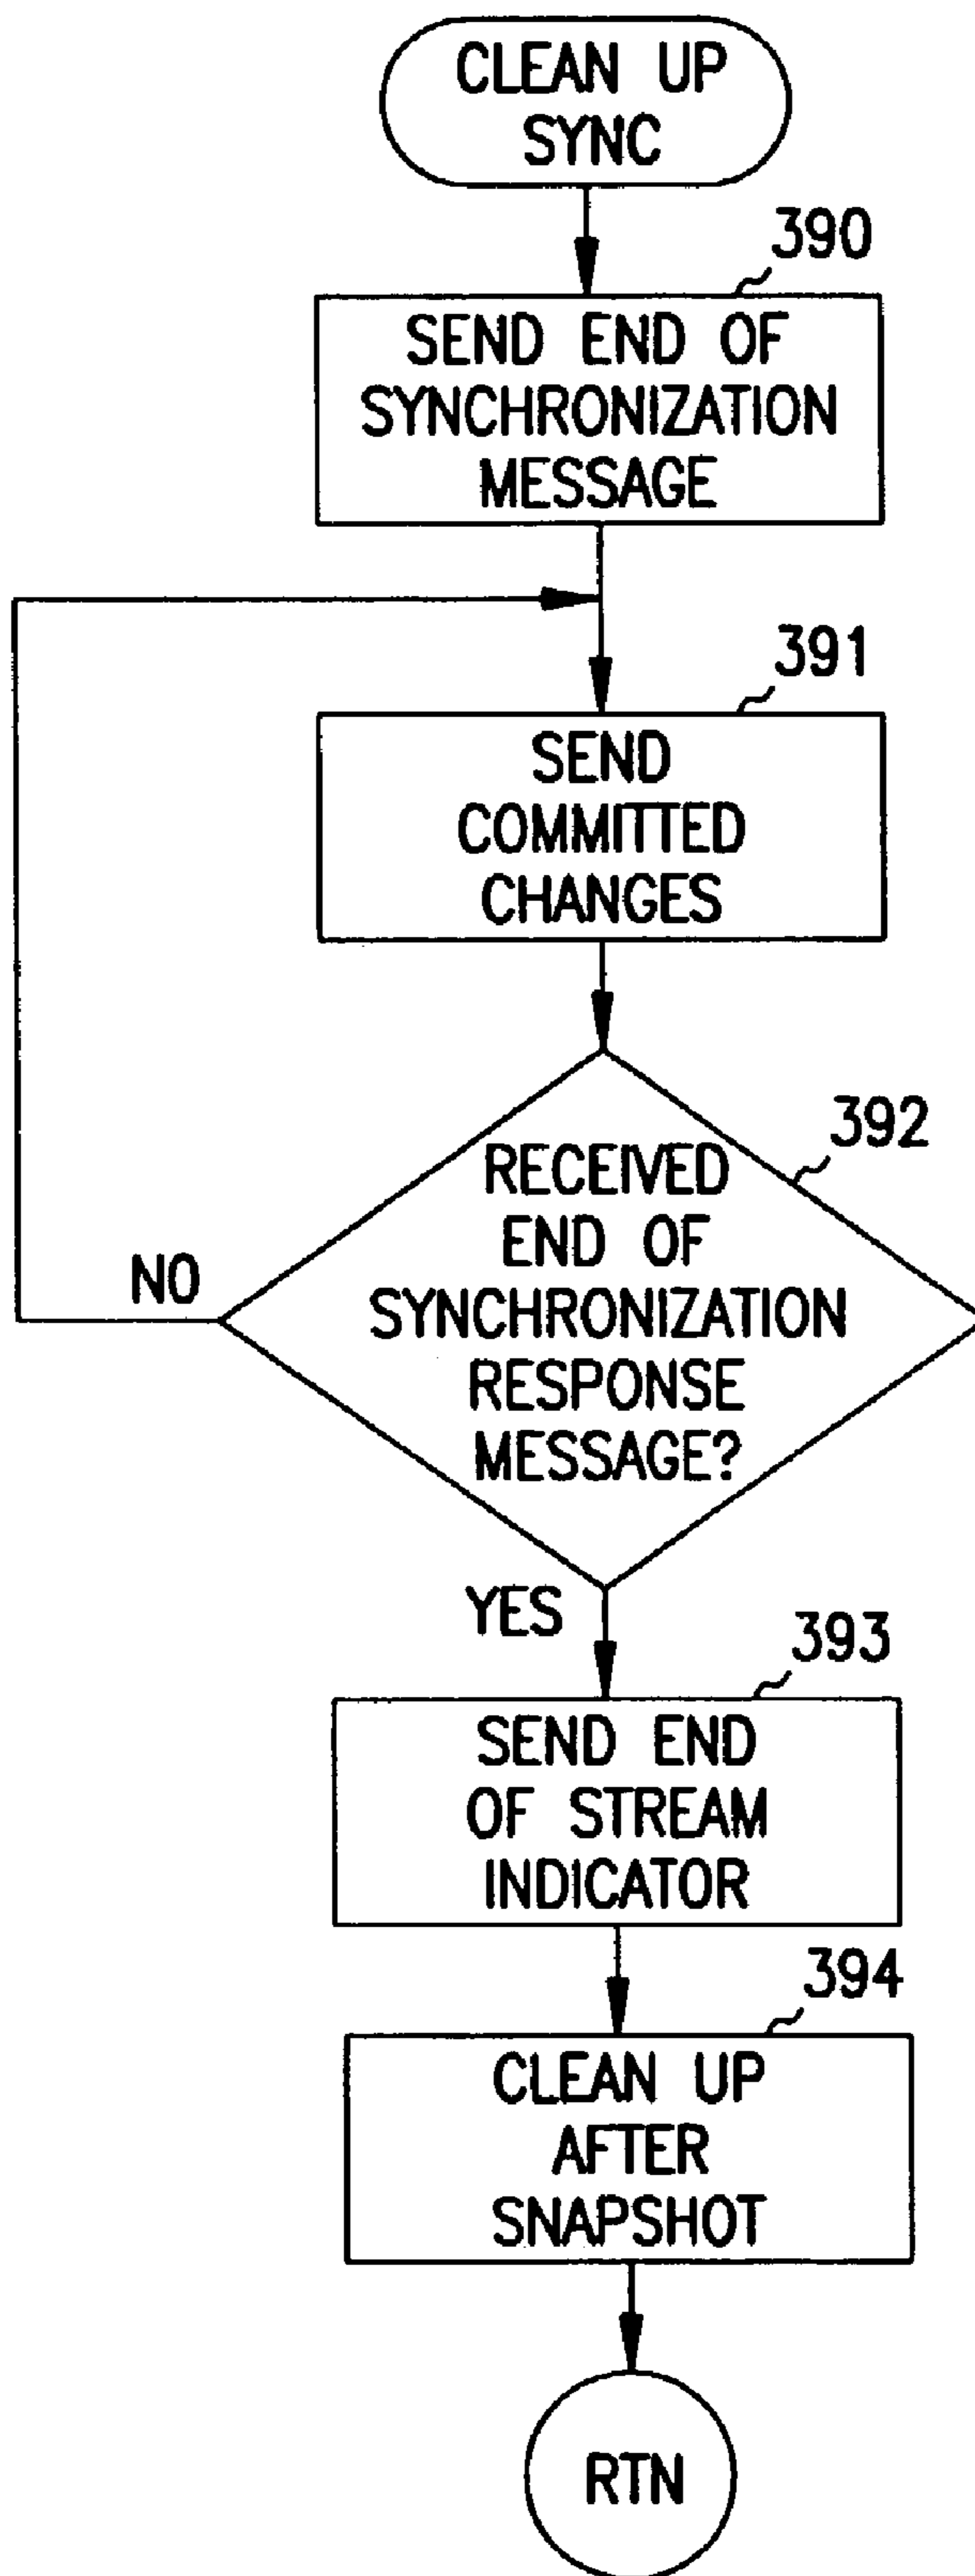 CLEAN UP
SYNC
390
SEND END OF
SYNCHRONIZATION
MESSAGE
391
SEND
COMMITTED
CHANGES
392
RECEIVED
END OF
SYNCHRONIZATION
RESPONSE
MESSAGE?
NO
YES
393
SEND END
OF STREAM
INDICATOR
394
CLEAN UP
AFTER
SNAPSHOT
RTN